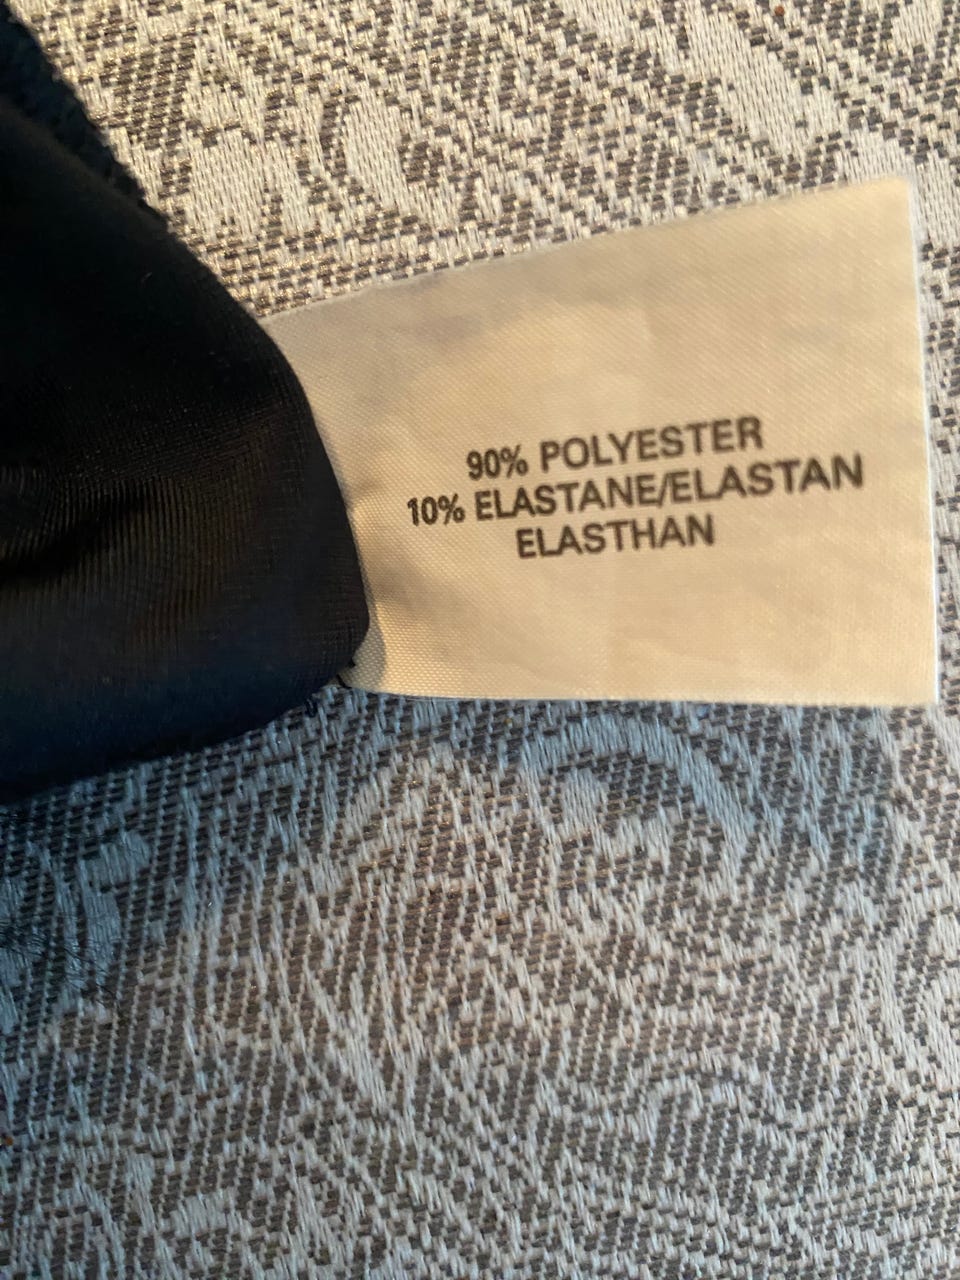 90% POLYESTER
10% ELASTANE/ELASTAN
ELASTHAN